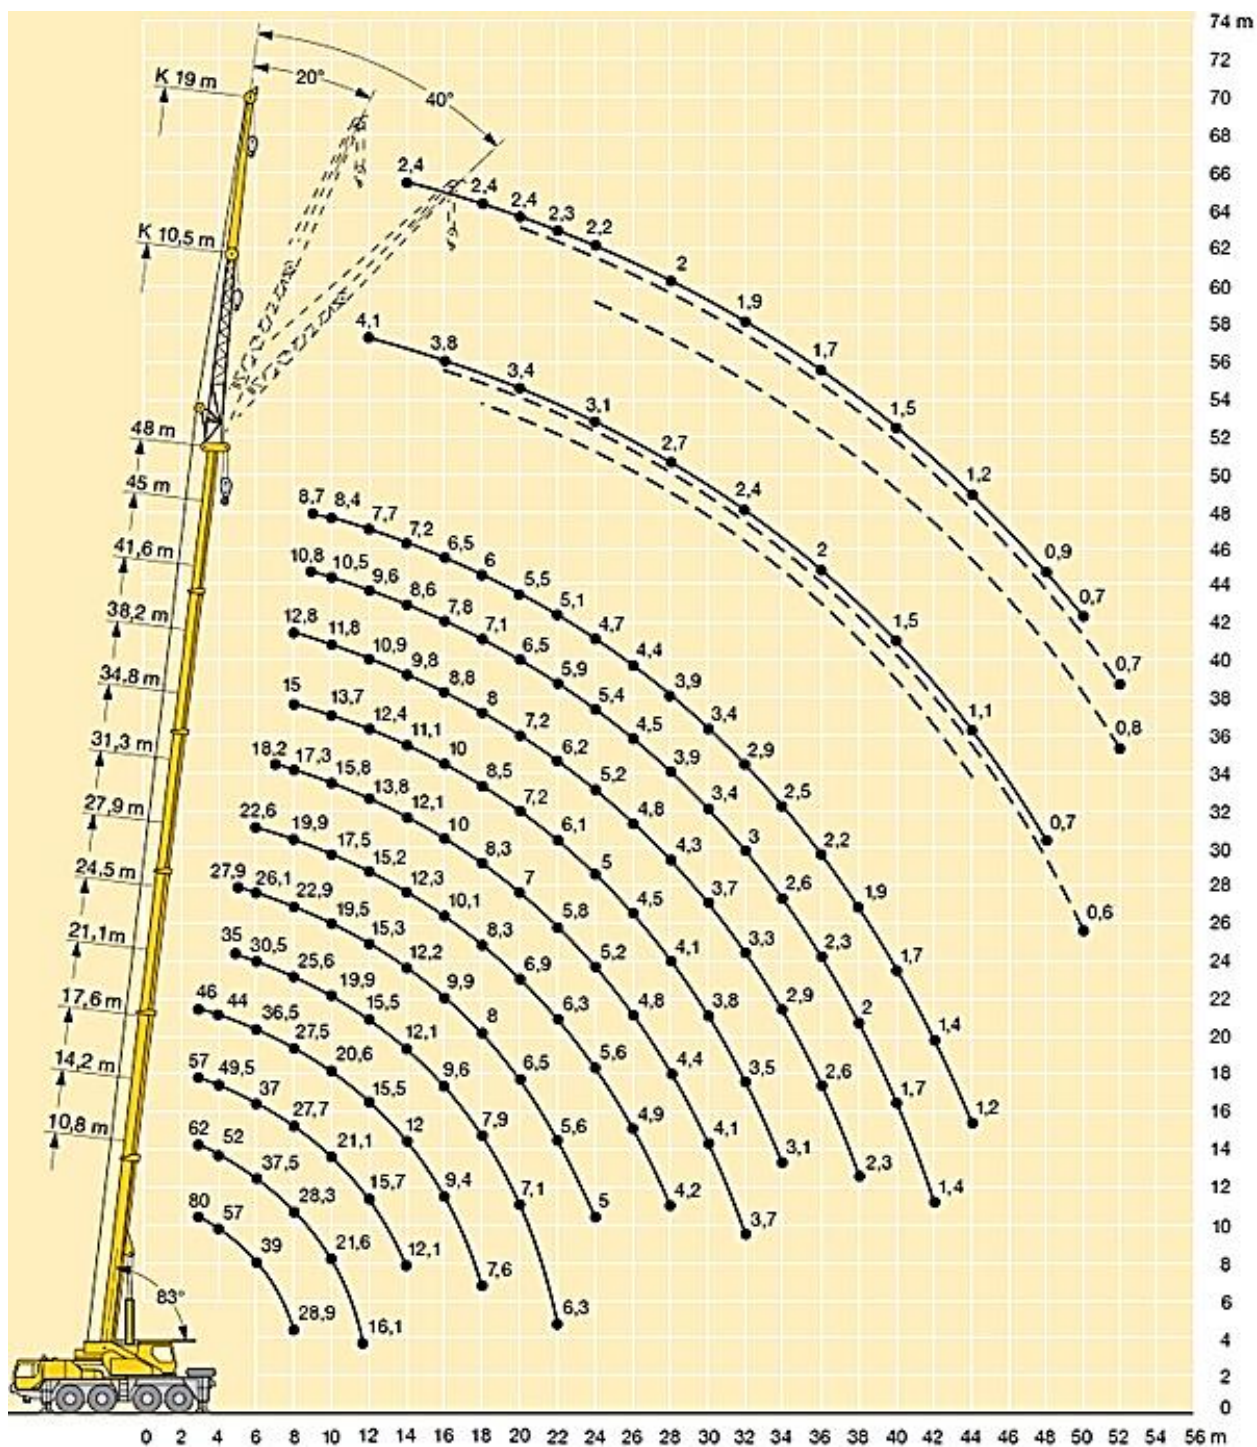 74 m
72
K 19 m
20°
40°
70
68
66
2,4 2,4 2,4 2,3 2,2 2 1,9 1,7 1,5 1,2 0,9 0,7 0,7 0,8
64
K 10,5 m
62
60
58
4,1 3,8 3,4 3,1 2,7 2,4 2 1,5 1,1 0,7 0,6
56
54
52
48 m
50
45 m
48
8,7 8,4 7,7 7,2 6,5 6 5,5 5,1 4,7 4,4 3,9 3,4 2,9 2,5 2,2 1,9 1,7 1,4 1,2
46
41,6 m
10,8 10,5 9,6 8,6 7,8 7,1 6,5 5,9 5,4 4,5 3,9 3,4 3 2,6 2,3 2 1,7 1,4
44
42
38,2 m
12,8 11,8 10,9 9,8 8,8 8 7,2 6,2 5,2 4,8 4,3 3,7 3,3 2,9 2,6 2,3
40
38
34,8 m
15 13,7 12,4 11,1 10 8,5 7,2 6,1 5 4,5 4,1 3,8 3,5 3,1
36
34
31,3 m
18,2 17,3 15,8 13,8 12,1 10 8,3 7 5,8 5,2 4,8 4,4 4,1 3,7
32
27,9 m
22,6 19,9 17,5 15,2 12,3 10,1 8,3 6,9 6,3 5,6 4,9 4,2
30
28
24,5 m
27,9 26,1 22,9 19,5 15,3 12,2 9,9 8 6,5 5,6 5
26
21,1m
35 30,5 25,6 19,9 15,5 12,1 9,6 7,9 7,1 6,3
24
22
17,6 m
46 44 36,5 27,5 20,6 15,5 12 9,4 7,6
20
14,2 m
57 49,5 37 27,7 21,1 15,7 12,1
18
16
10,8 m
62 52 37,5 28,3 21,6 16,1
14
12
80 57 39 28,9
10
8
83°
6
4
2
0
0 2 4 6 8 10 12 14 16 18 20 22 24 26 28 30 32 34 36 38 40 42 44 46 48 50 52 54 56 m